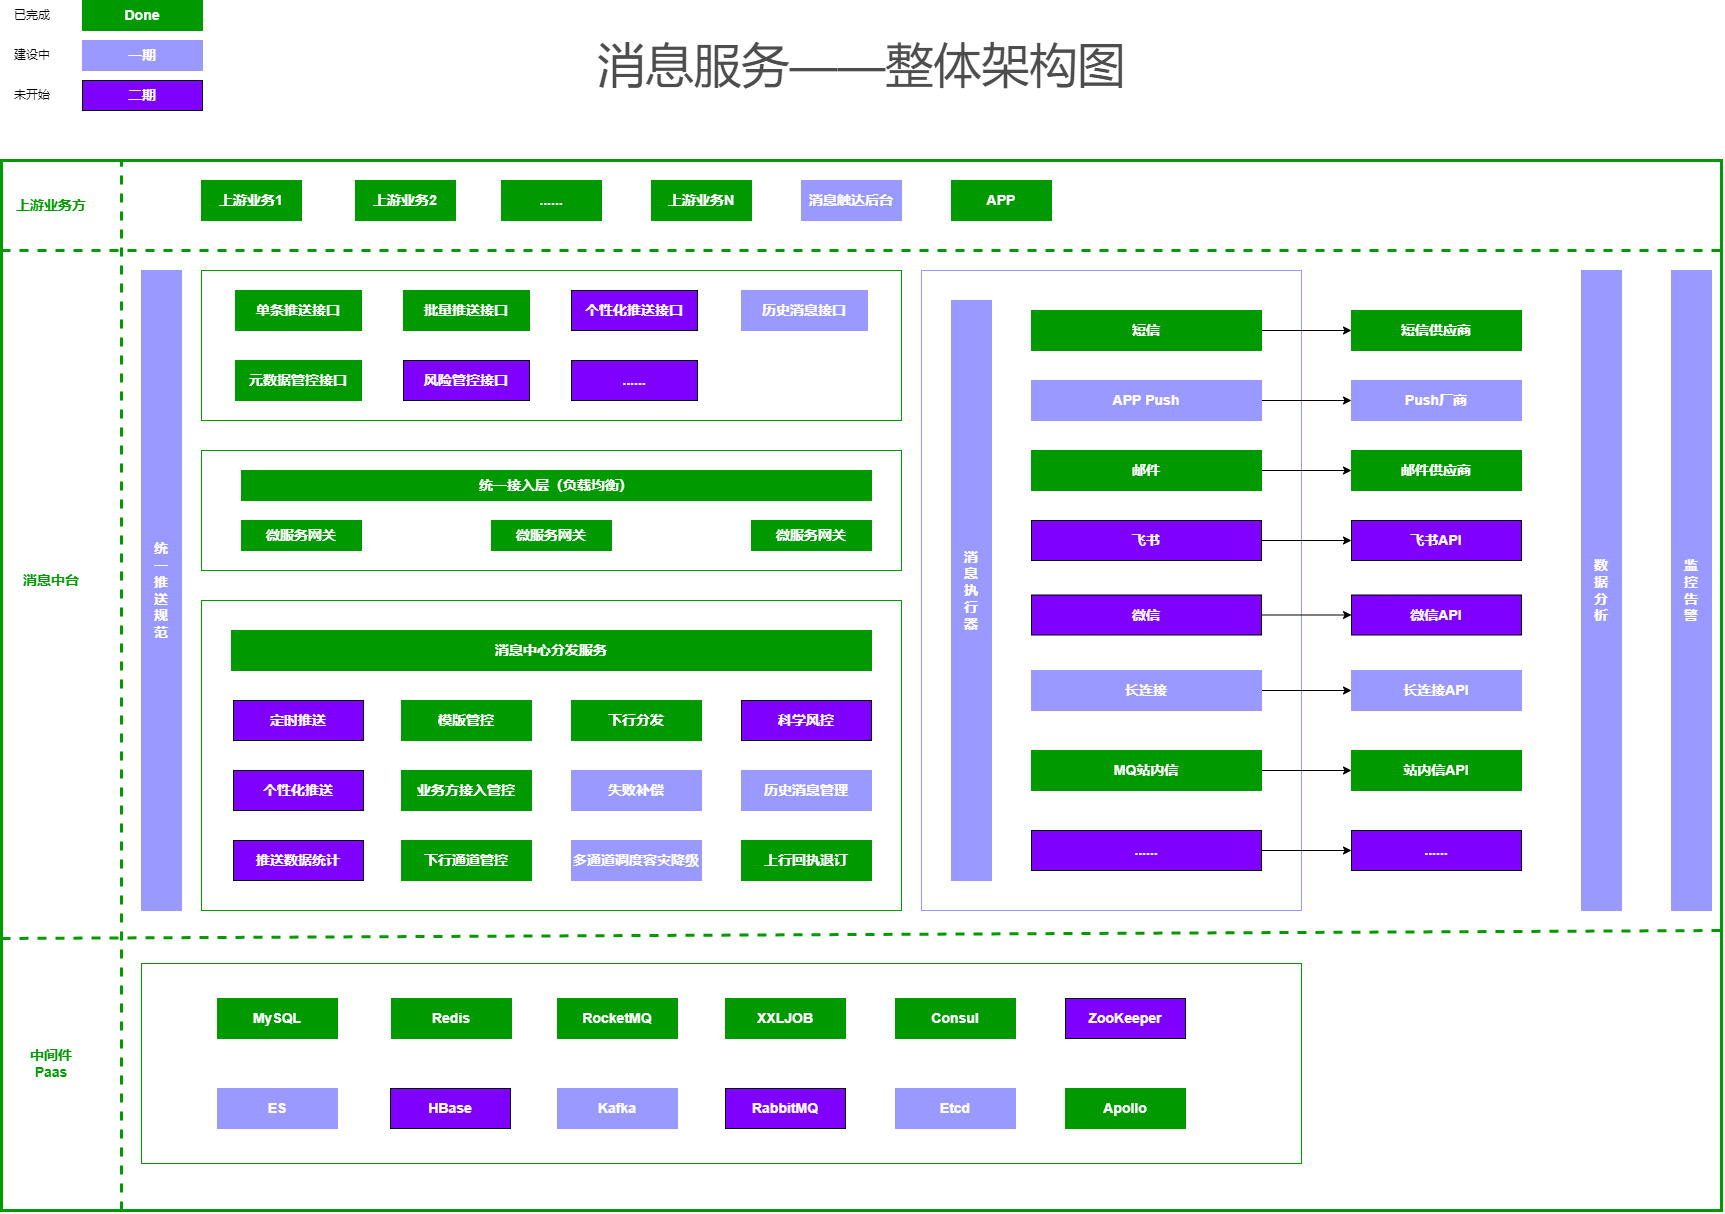 已完成
Done
建设中
一期
未开始
二期
消息服务——整体架构图
上游业务方
上游业务1
上游业务2
......
上游业务N
消息触达后台
APP
消息中台
统一推送规范
单条推送接口
批量推送接口
个性化推送接口
历史消息接口
元数据管控接口
风险管控接口
......
统一接入层（负载均衡）
微服务网关
微服务网关
微服务网关
消息中心分发服务
定时推送
模版管控
下行分发
科学风控
个性化推送
业务方接入管控
失败补偿
历史消息管理
推送数据统计
下行通道管控
多通道调度容灾降级
上行回执退订
消息执行器
短信
短信供应商
APP Push
Push厂商
邮件
邮件供应商
飞书
飞书API
微信
微信API
长连接
长连接API
MQ站内信
站内信API
......
......
数据分析
监控告警
中间件
Paas
MySQL
Redis
RocketMQ
XXLJOB
Consul
ZooKeeper
ES
HBase
Kafka
RabbitMQ
Etcd
Apollo